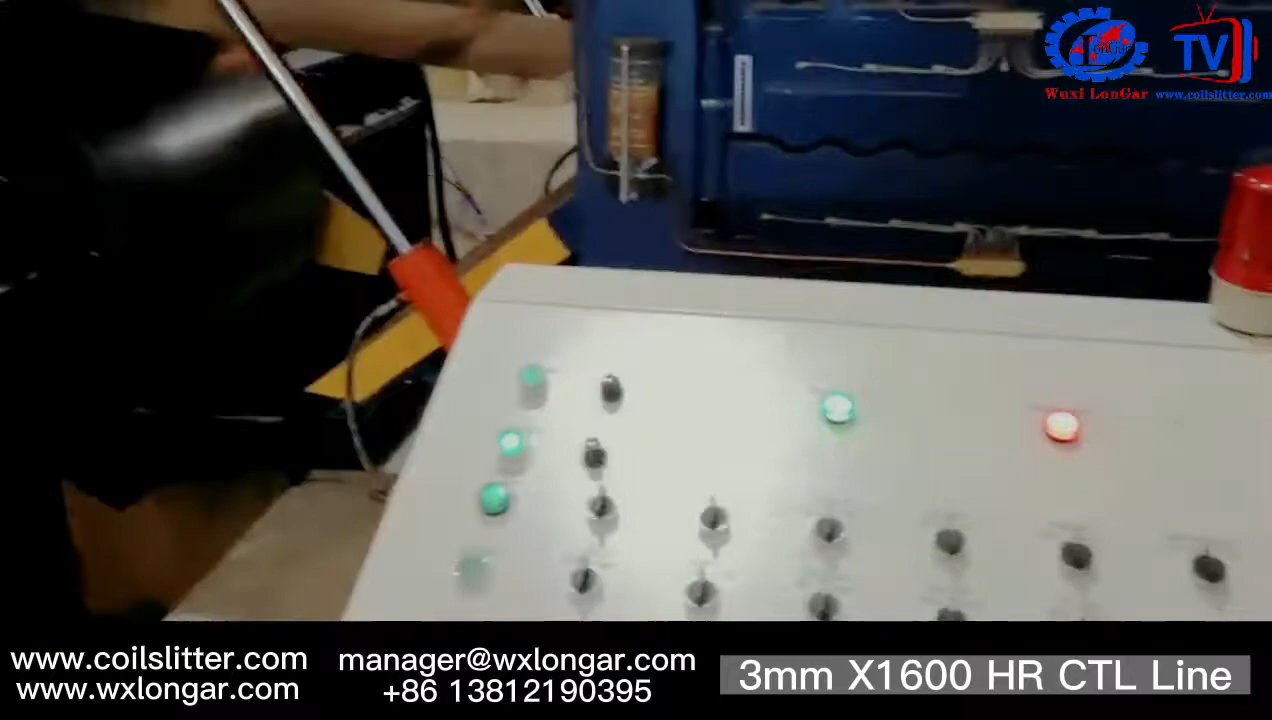 LonGar
TV
Wuxi LonGar
www.coilslitter.com
www.coilslitter.com
manager@wxlongar.com
www.wxlongar.com
+86 13812190395
3mm X1600 HR CTL Line